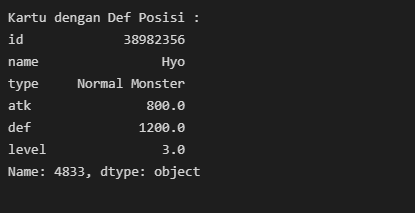 Kartu dengan Def Posisi :
id 38982356
name Hyo
type Normal Monster
atk 800.0
def 1200.0
level 3.0
Name: 4833, dtype: object